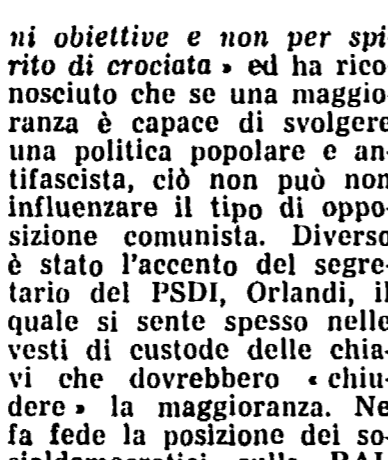 ni obiettive e non per spi-
rito di crociata » ed ha rico-
nosciuto che se una maggio-
ranza è capace di svolgere
una politica popolare e an-
tifascista, ciò non può non
influenzare il tipo di oppo-
sizione comunista. Diverso
è stato l'accento del segre-
tario del PSDI, Orlandi, il
quale si sente spesso nelle
vesti di custode delle chia-
vi che dovrebbero « chiu-
dere » la maggioranza. Ne
fa fede la posizione dei so-
cialdemocratici sulla RAI-